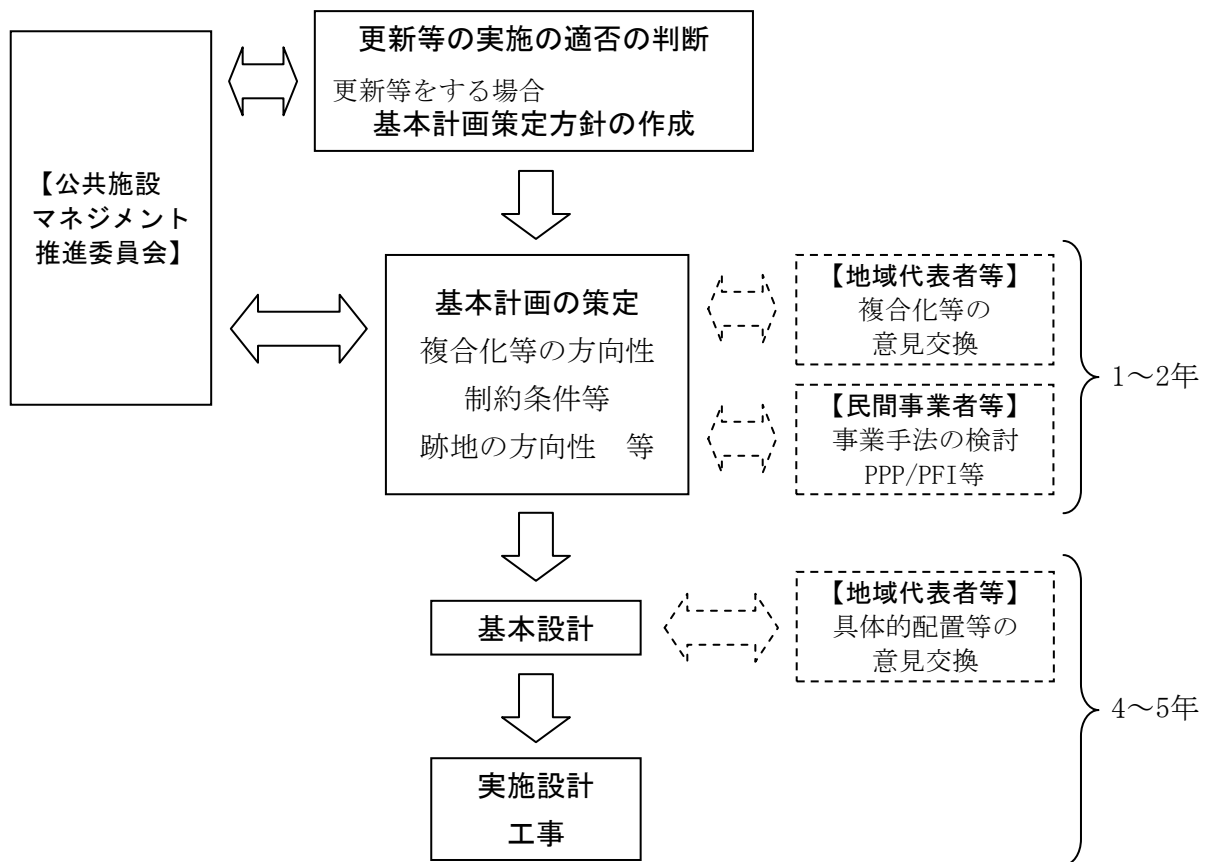 更新等の実施の適否の判断
更新等をする場合
基本計画策定方針の作成
【公共施設
マネジメント
推進委員会】
基本計画の策定
複合化等の方向性
制約条件等
跡地の方向性　等
【地域代表者等】
複合化等の
意見交換
【民間事業者等】
事業手法の検討
PPP/PFI等
1～2年
基本設計
【地域代表者等】
具体的配置等の
意見交換
4～5年
実施設計
工事